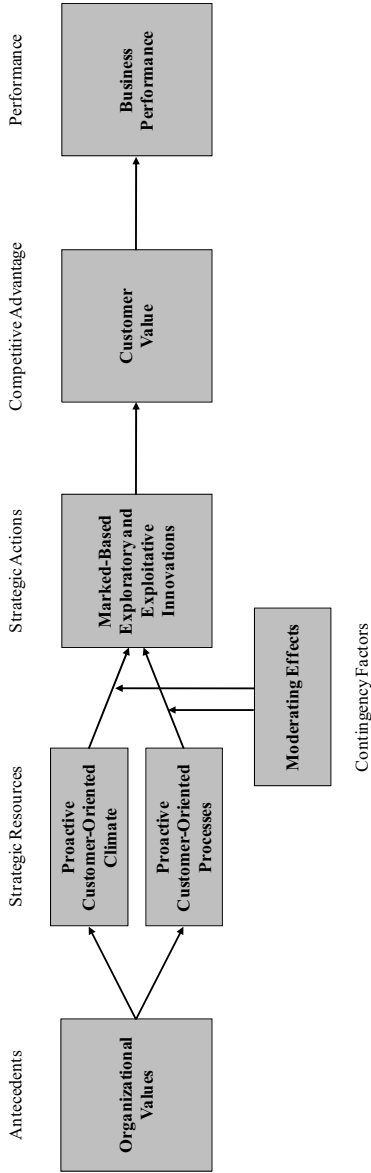 Antecedents
Strategic Resources
Strategic Actions
Competitive Advantage
Performance
Organizational
Values
Proactive
Customer-Oriented
Climate
Proactive
Customer-Oriented
Processes
Marked-Based
Exploratory and
Exploitative
Innovations
Customer
Value
Business
Performance
Moderating Effects
Contingency Factors